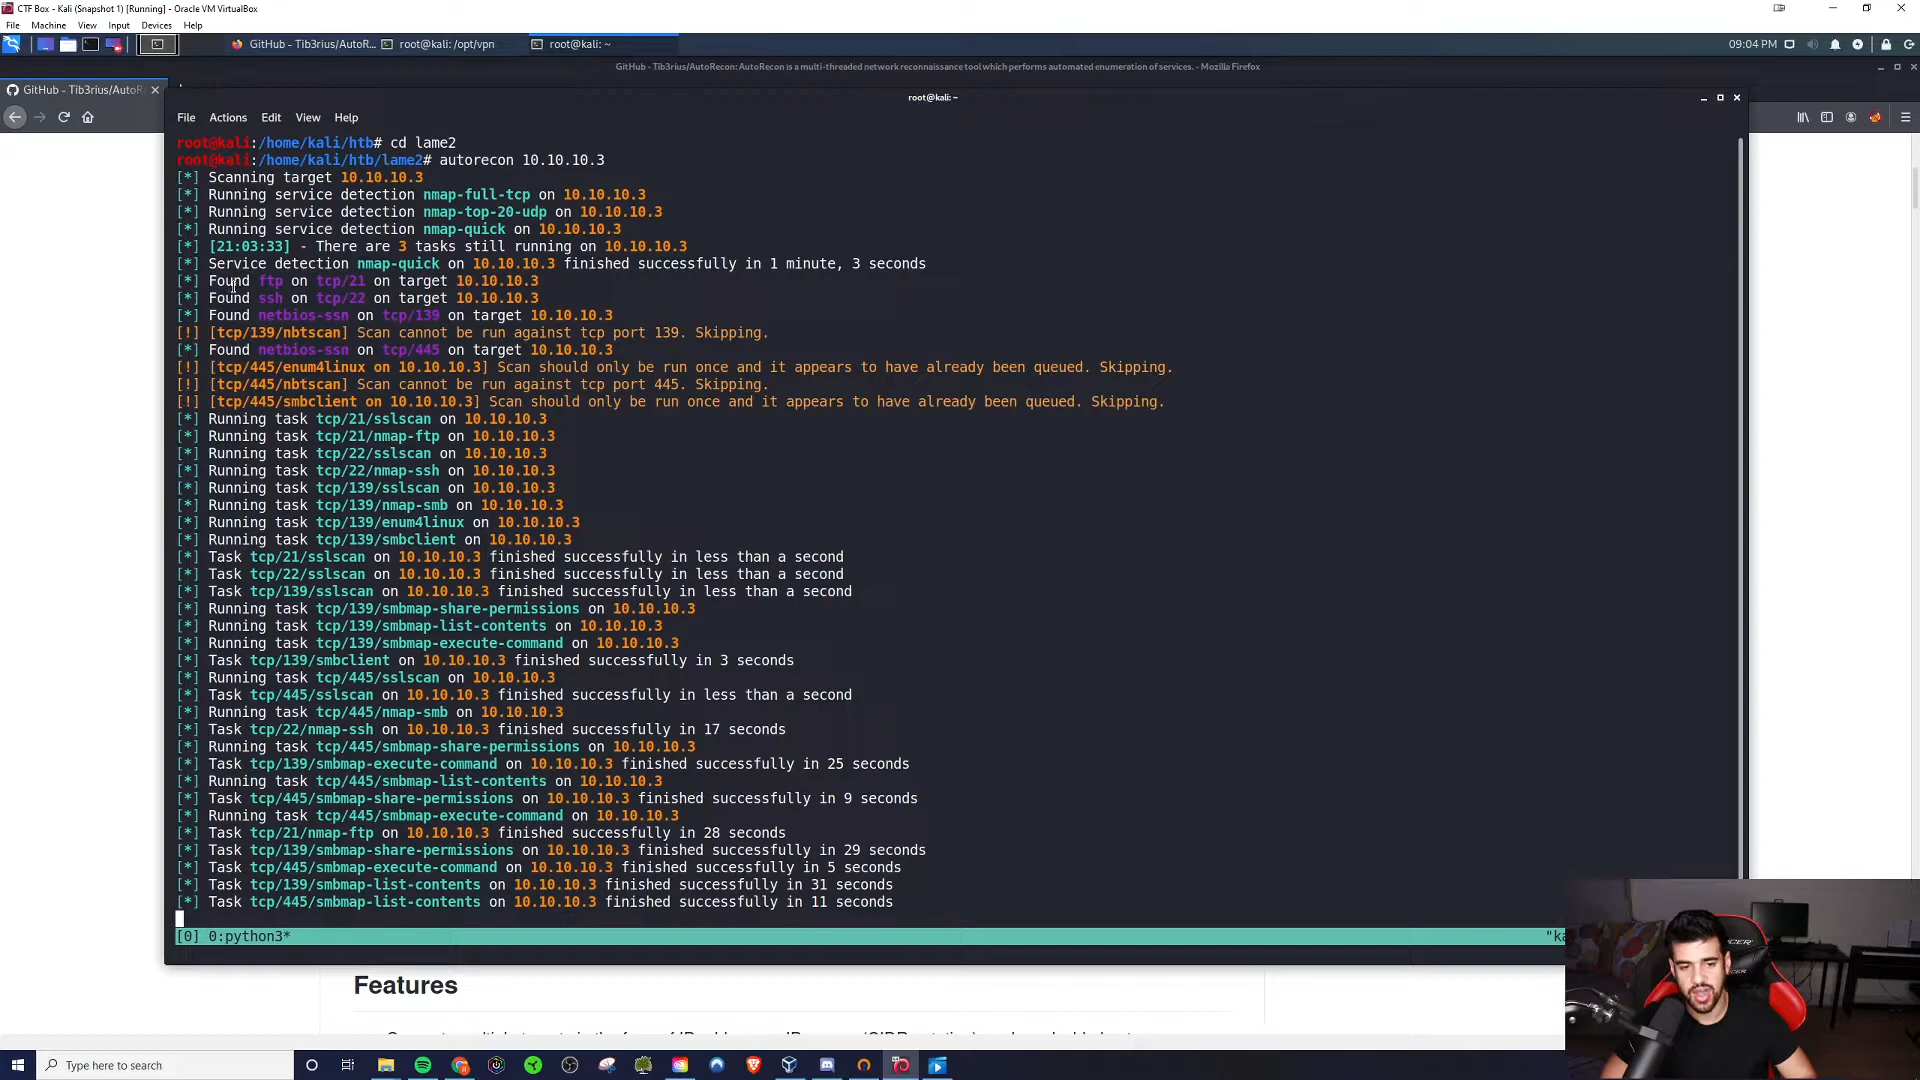 CTF Box - Kali (Snapshot 1) [Running] - Oracle VM VirtualBox
File Machine View Input Devices Help
GitHub - Tib3rius/AutoR... root@kali: /opt/vpn root@kali: ~ 09:04 PM
GitHub - Tib3rius/AutoRecon: AutoRecon is a multi-threaded network reconnaissance tool which performs automated enumeration of services. - Mozilla Firefox
GitHub - Tib3rius/AutoR
root@kali: ~
File Actions Edit View Help
root@kali:/home/kali/htb# cd lame2
root@kali:/home/kali/htb/lame2# autorecon 10.10.10.3
[*] Scanning target 10.10.10.3
[*] Running service detection nmap-full-tcp on 10.10.10.3
[*] Running service detection nmap-top-20-udp on 10.10.10.3
[*] Running service detection nmap-quick on 10.10.10.3
[*] [21:03:33] - There are 3 tasks still running on 10.10.10.3
[*] Service detection nmap-quick on 10.10.10.3 finished successfully in 1 minute, 3 seconds
[*] Found ftp on tcp/21 on target 10.10.10.3
[*] Found ssh on tcp/22 on target 10.10.10.3
[*] Found netbios-ssn on tcp/139 on target 10.10.10.3
[!] [tcp/139/nbtscan] Scan cannot be run against tcp port 139. Skipping.
[*] Found netbios-ssn on tcp/445 on target 10.10.10.3
[!] [tcp/445/enum4linux on 10.10.10.3] Scan should only be run once and it appears to have already been queued. Skipping.
[!] [tcp/445/nbtscan] Scan cannot be run against tcp port 445. Skipping.
[!] [tcp/445/smbclient on 10.10.10.3] Scan should only be run once and it appears to have already been queued. Skipping.
[*] Running task tcp/21/sslscan on 10.10.10.3
[*] Running task tcp/21/nmap-ftp on 10.10.10.3
[*] Running task tcp/22/sslscan on 10.10.10.3
[*] Running task tcp/22/nmap-ssh on 10.10.10.3
[*] Running task tcp/139/sslscan on 10.10.10.3
[*] Running task tcp/139/nmap-smb on 10.10.10.3
[*] Running task tcp/139/enum4linux on 10.10.10.3
[*] Running task tcp/139/smbclient on 10.10.10.3
[*] Task tcp/21/sslscan on 10.10.10.3 finished successfully in less than a second
[*] Task tcp/22/sslscan on 10.10.10.3 finished successfully in less than a second
[*] Task tcp/139/sslscan on 10.10.10.3 finished successfully in less than a second
[*] Running task tcp/139/smbmap-share-permissions on 10.10.10.3
[*] Running task tcp/139/smbmap-list-contents on 10.10.10.3
[*] Running task tcp/139/smbmap-execute-command on 10.10.10.3
[*] Task tcp/139/smbclient on 10.10.10.3 finished successfully in 3 seconds
[*] Running task tcp/445/sslscan on 10.10.10.3
[*] Task tcp/445/sslscan on 10.10.10.3 finished successfully in less than a second
[*] Running task tcp/445/nmap-smb on 10.10.10.3
[*] Task tcp/22/nmap-ssh on 10.10.10.3 finished successfully in 17 seconds
[*] Running task tcp/445/smbmap-share-permissions on 10.10.10.3
[*] Task tcp/139/smbmap-execute-command on 10.10.10.3 finished successfully in 25 seconds
[*] Running task tcp/445/smbmap-list-contents on 10.10.10.3
[*] Task tcp/445/smbmap-share-permissions on 10.10.10.3 finished successfully in 9 seconds
[*] Running task tcp/445/smbmap-execute-command on 10.10.10.3
[*] Task tcp/21/nmap-ftp on 10.10.10.3 finished successfully in 28 seconds
[*] Task tcp/139/smbmap-share-permissions on 10.10.10.3 finished successfully in 29 seconds
[*] Task tcp/445/smbmap-execute-command on 10.10.10.3 finished successfully in 5 seconds
[*] Task tcp/139/smbmap-list-contents on 10.10.10.3 finished successfully in 31 seconds
[*] Task tcp/445/smbmap-list-contents on 10.10.10.3 finished successfully in 11 seconds
[0] 0:python3* "ka
Features
Type here to search